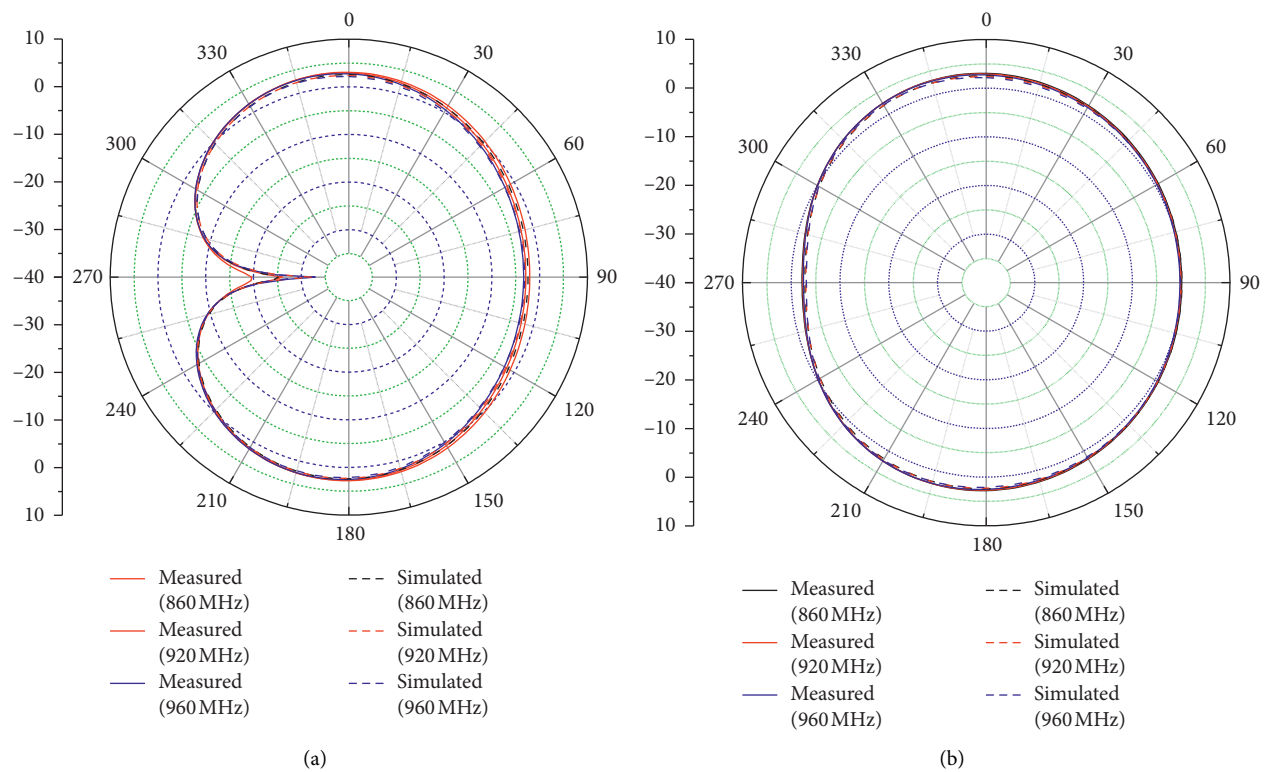 10
0
−10
−20
−30
−40
−30
−20
−10
0
10
0
30
60
90
120
150
180
210
240
270
300
330
Measured
(860 MHz)
Measured
(920 MHz)
Measured
(960 MHz)
Simulated
(860 MHz)
Simulated
(920 MHz)
Simulated
(960 MHz)
(a)
10
0
−10
−20
−30
−40
−30
−20
−10
0
10
0
30
60
90
120
150
180
210
240
270
300
330
Measured
(860 MHz)
Measured
(920 MHz)
Measured
(960 MHz)
Simulated
(860 MHz)
Simulated
(920 MHz)
Simulated
(960 MHz)
(b)